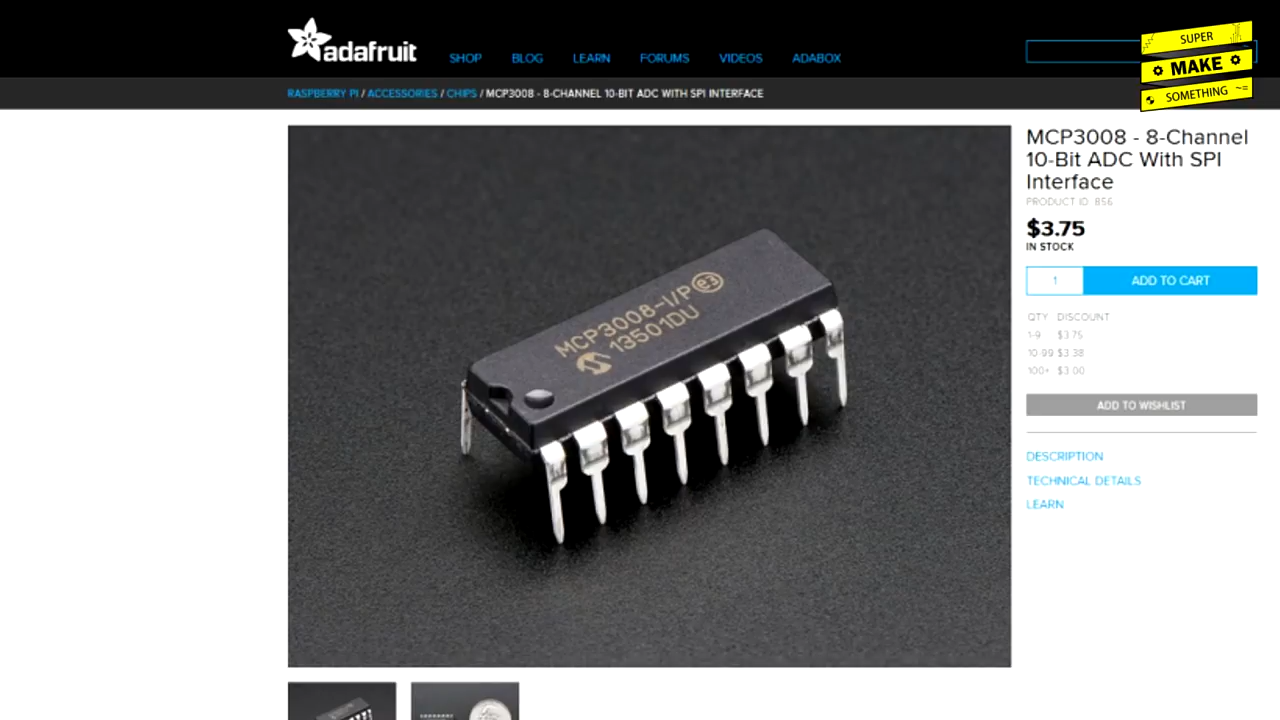 adafruit
SHOP BLOG LEARN FORUMS VIDEOS ADABOX
SUPER
MAKE
SOMETHING
RASPBERRY PI / ACCESSORIES / CHIPS / MCP3008 - 8-CHANNEL 10-BIT ADC WITH SPI INTERFACE
MCP3008-I/P e3
13501DU
MCP3008 - 8-Channel
10-Bit ADC With SPI
Interface
PRODUCT ID: 856
$3.75
IN STOCK
1 ADD TO CART
QTY DISCOUNT
1-9 $3.75
10-99 $3.38
100+ $3.00
ADD TO WISHLIST
DESCRIPTION
TECHNICAL DETAILS
LEARN